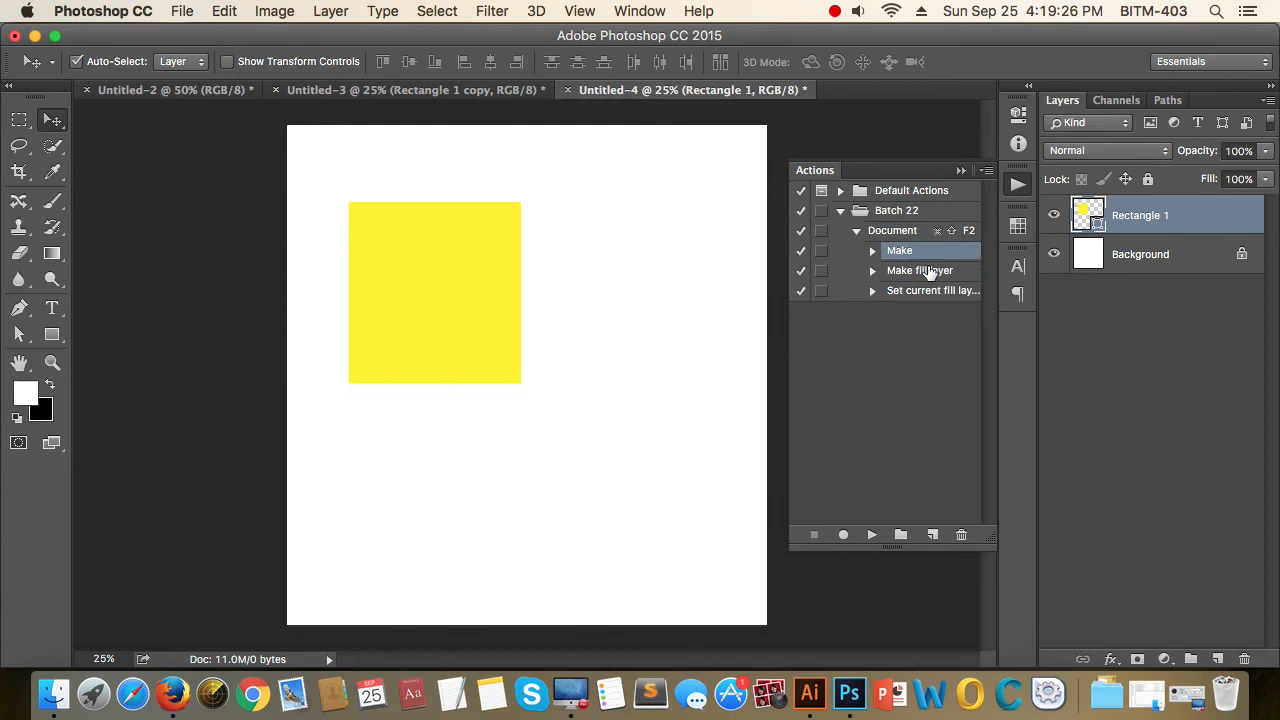 Photoshop CC File Edit Image Layer Type Select Filter 3D View Window Help Sun Sep 25 4:19:26 PM BITM-403
Adobe Photoshop CC 2015
Auto-Select: Layer Show Transform Controls 3D Mode: Essentials
Untitled-2 @ 50% (RGB/8) * Untitled-3 @ 25% (Rectangle 1 copy, RGB/8) * Untitled-4 @ 25% (Rectangle 1, RGB/8) *
Layers Channels Paths
Kind
Normal Opacity: 100%
Lock: Fill: 100%
Actions
Default Actions
Batch 22
Document F2
Make
Make fill layer
Set current fill lay...
Rectangle 1
Background
25% Doc: 11.0M/0 bytes